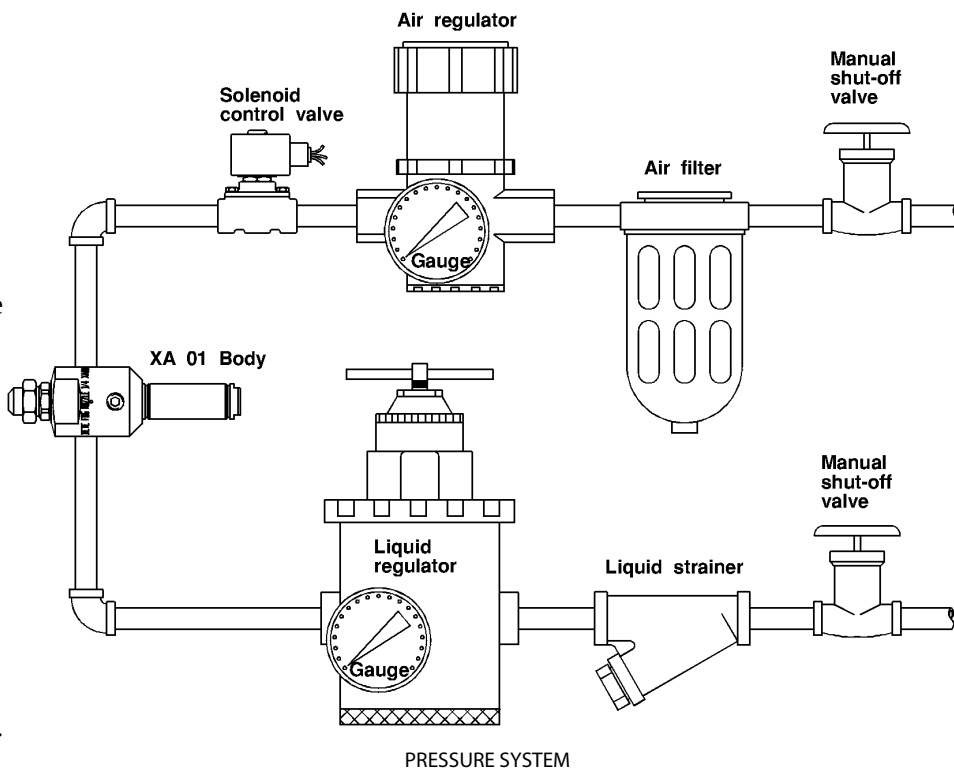 Air regulator
Manual
shut-off
valve
Solenoid
control valve
Air filter
Gauge
e
XA 01 Body
Manual
shut-off
valve
Liquid
regulator
Liquid strainer
Gauge
.
PRESSURE SYSTEM